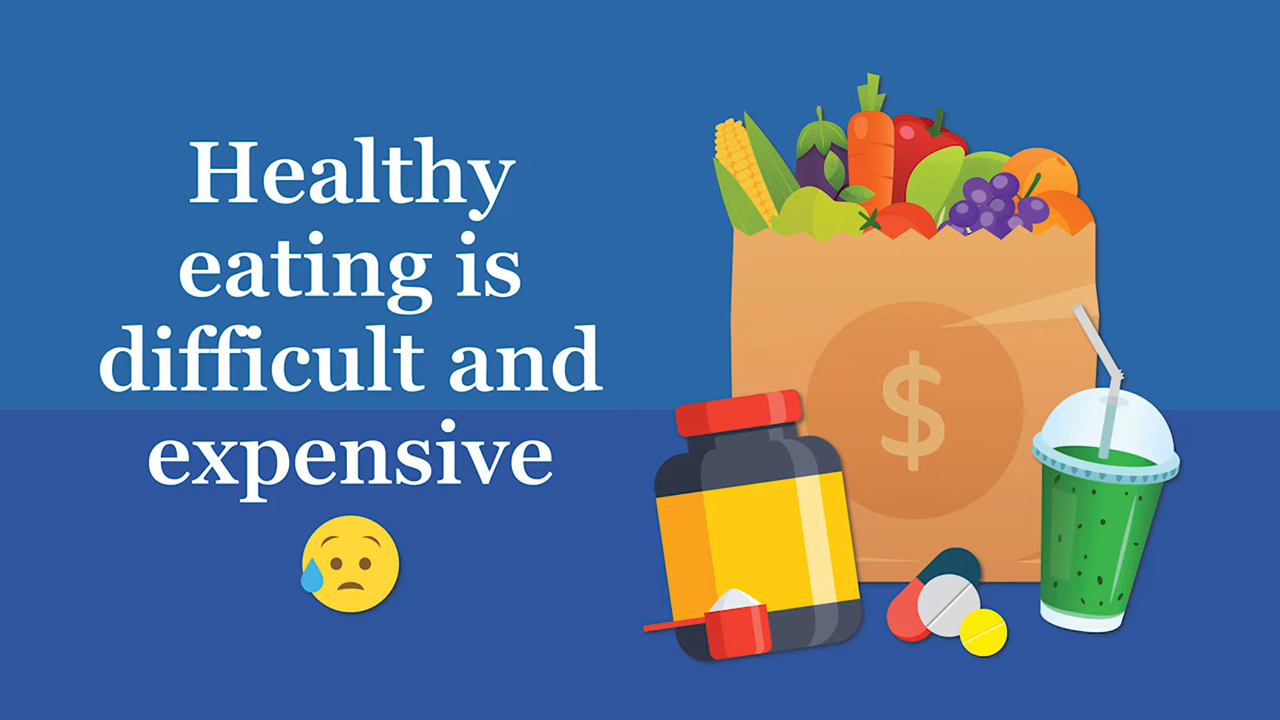 Healthy
eating is
difficult and
expensive
$